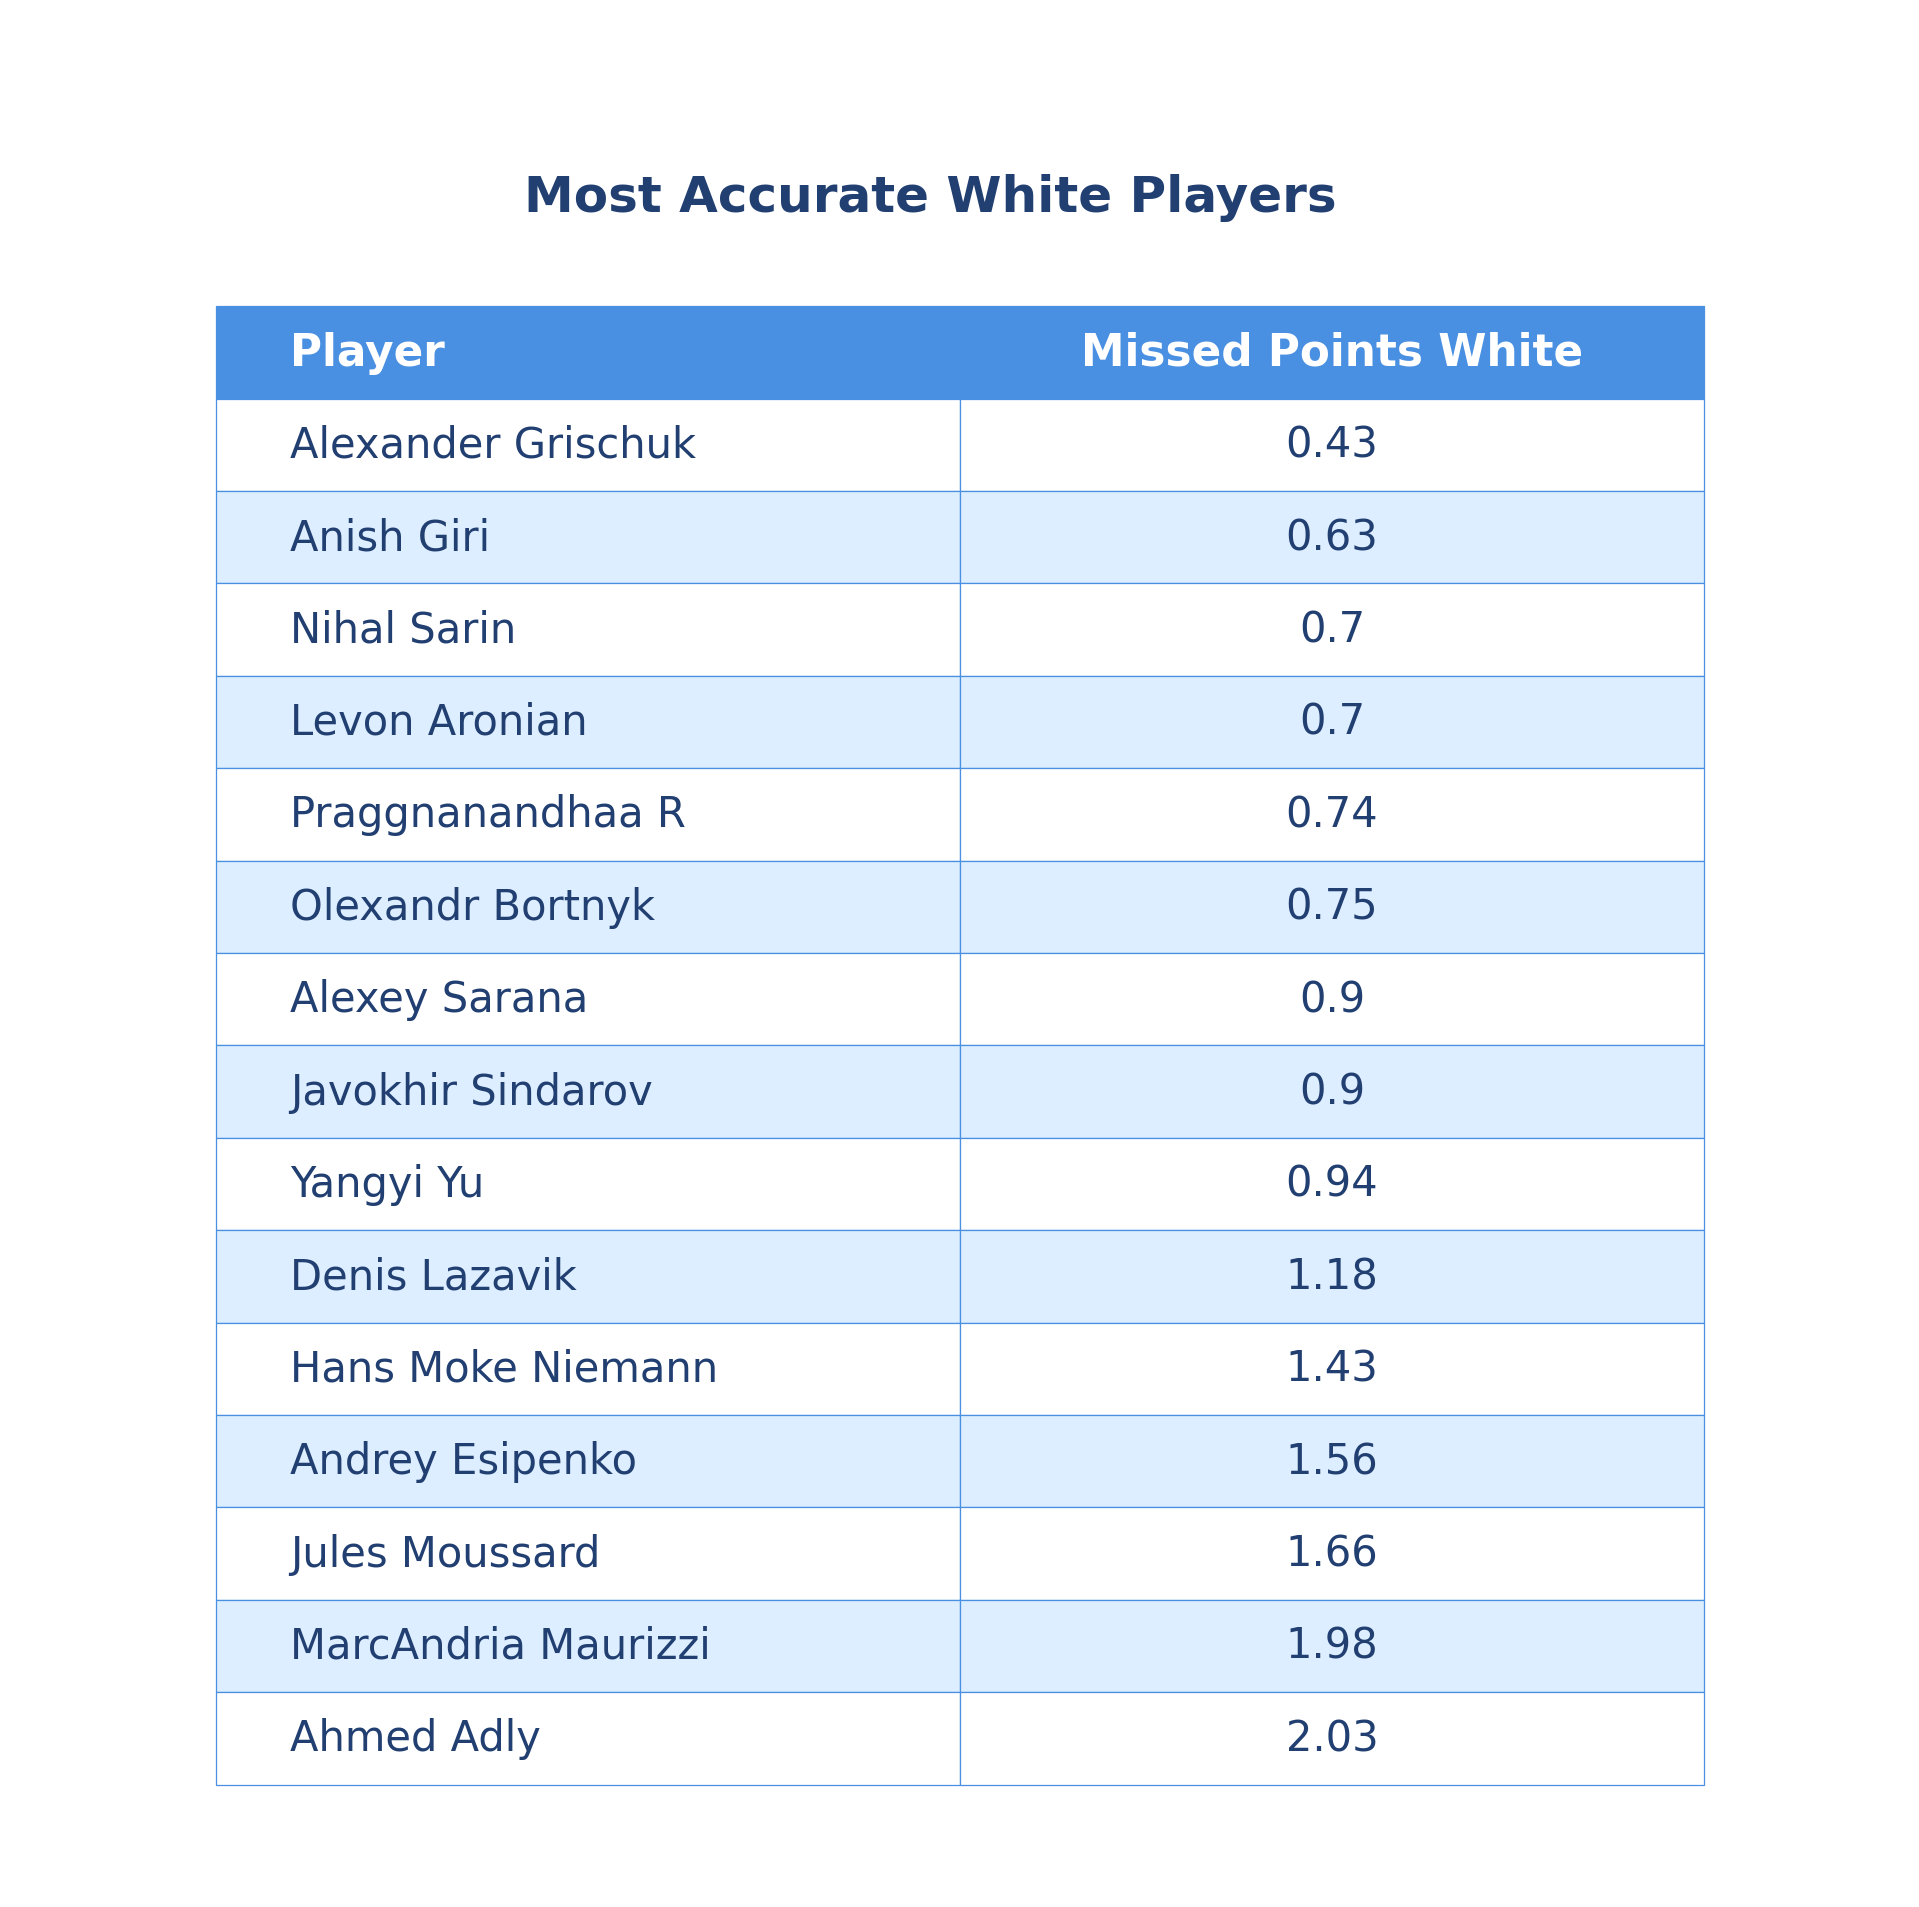 Most Accurate White Players
Player Missed Points White
Alexander Grischuk 0.43
Anish Giri 0.63
Nihal Sarin 0.7
Levon Aronian 0.7
Praggnanandhaa R 0.74
Olexandr Bortnyk 0.75
Alexey Sarana 0.9
Javokhir Sindarov 0.9
Yangyi Yu 0.94
Denis Lazavik 1.18
Hans Moke Niemann 1.43
Andrey Esipenko 1.56
Jules Moussard 1.66
MarcAndria Maurizzi 1.98
Ahmed Adly 2.03